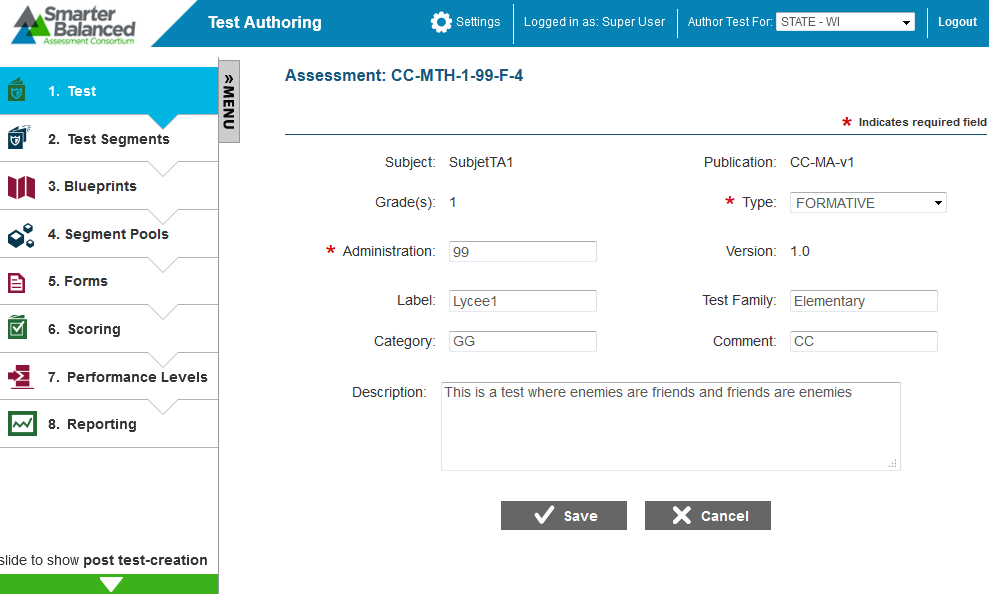 Smarter
Balanced
Assessment Consortium
Test Authoring
Settings
Logged in as: Super User
Author Test For: STATE - WI
Logout
1. Test
2. Test Segments
3. Blueprints
4. Segment Pools
5. Forms
6. Scoring
7. Performance Levels
8. Reporting
slide to show post test-creation
» MENU
Assessment: CC-MTH-1-99-F-4
* Indicates required field
Subject: SubjetTA1 Publication: CC-MA-v1
Grade(s): 1 * Type: FORMATIVE
* Administration: 99 Version: 1.0
Label: Lycee1 Test Family: Elementary
Category: GG Comment: CC
Description: This is a test where enemies are friends and friends are enemies
Save Cancel